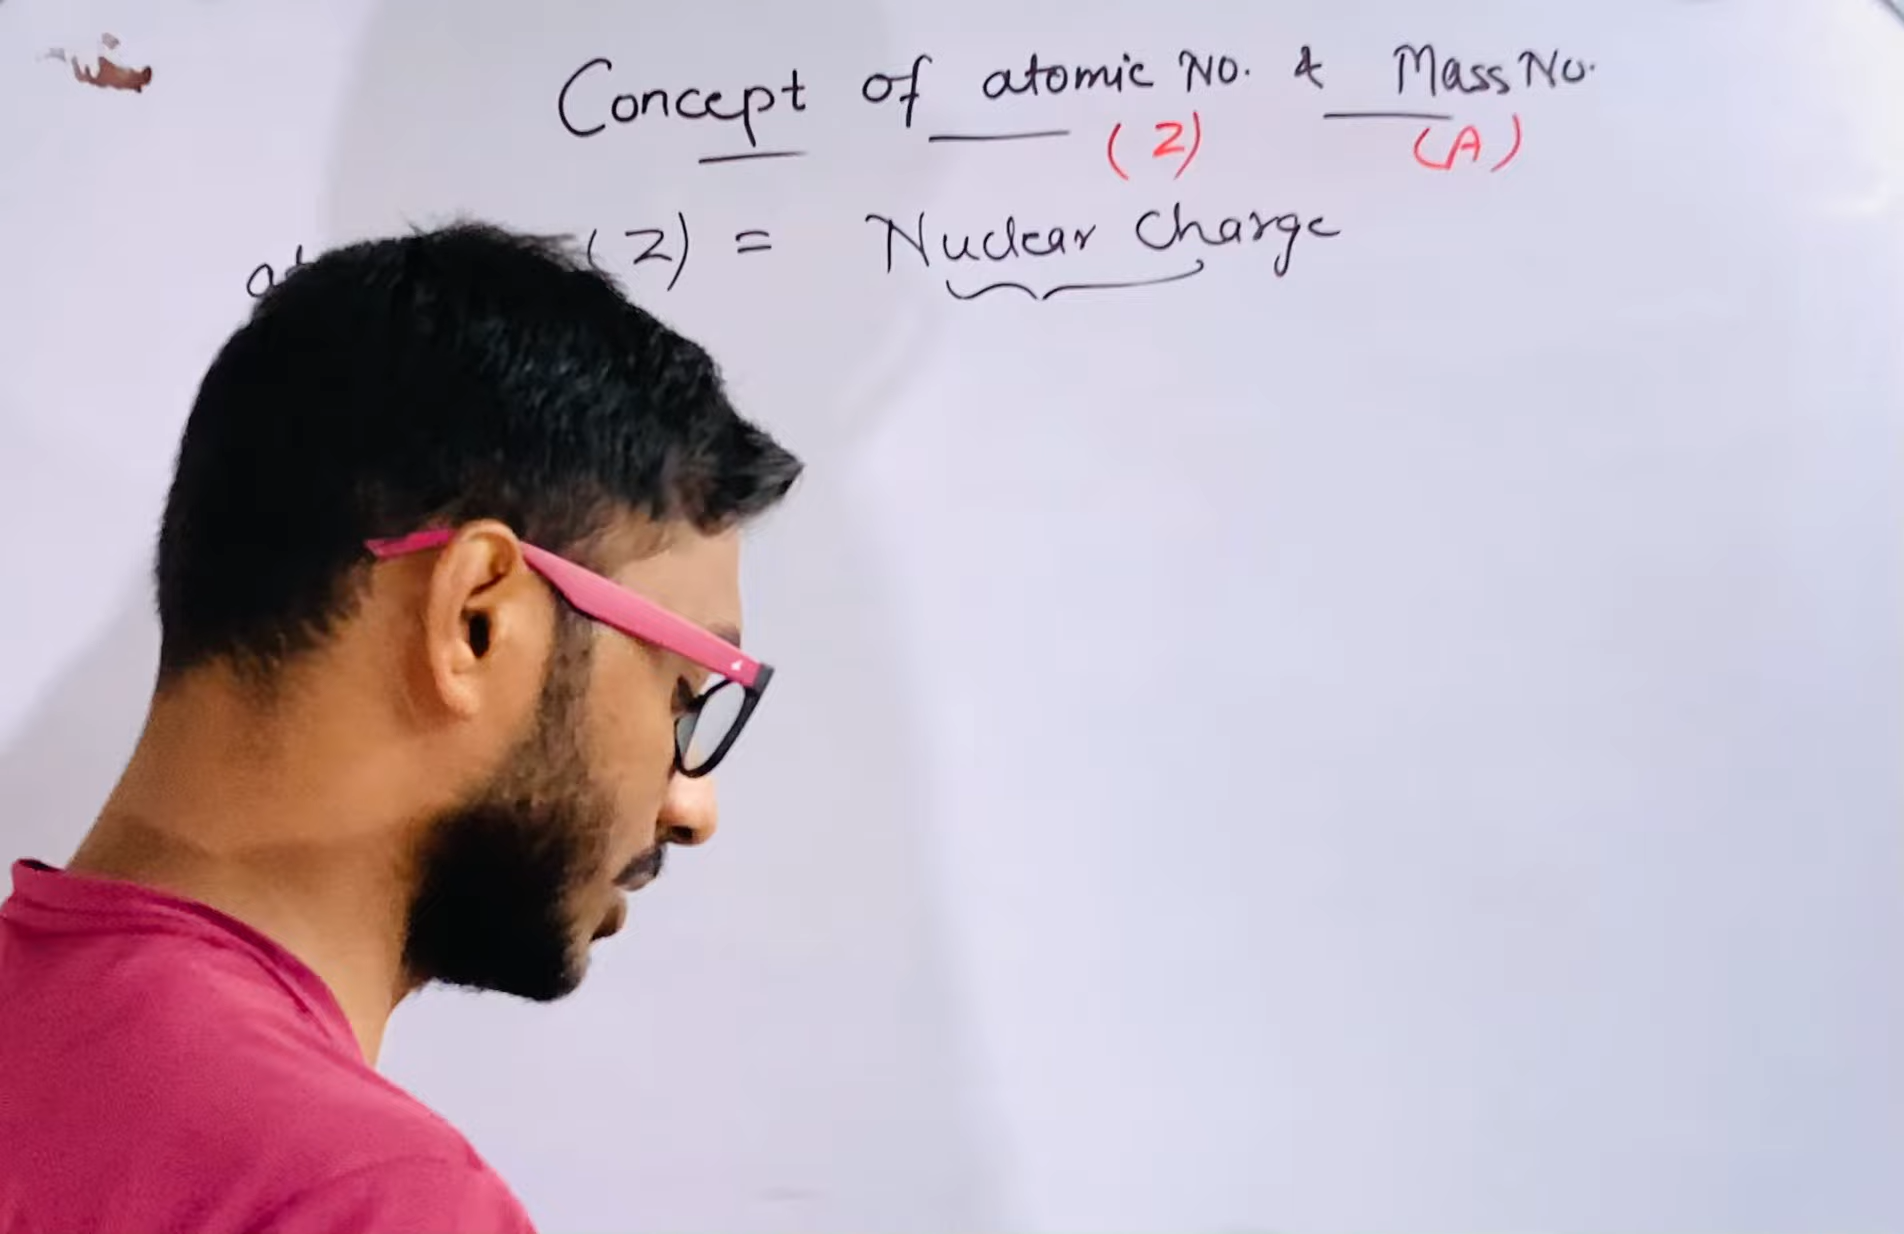 Concept of atomic No. & Mass No.
(Z) (A)
(Z) = Nuclear Charge